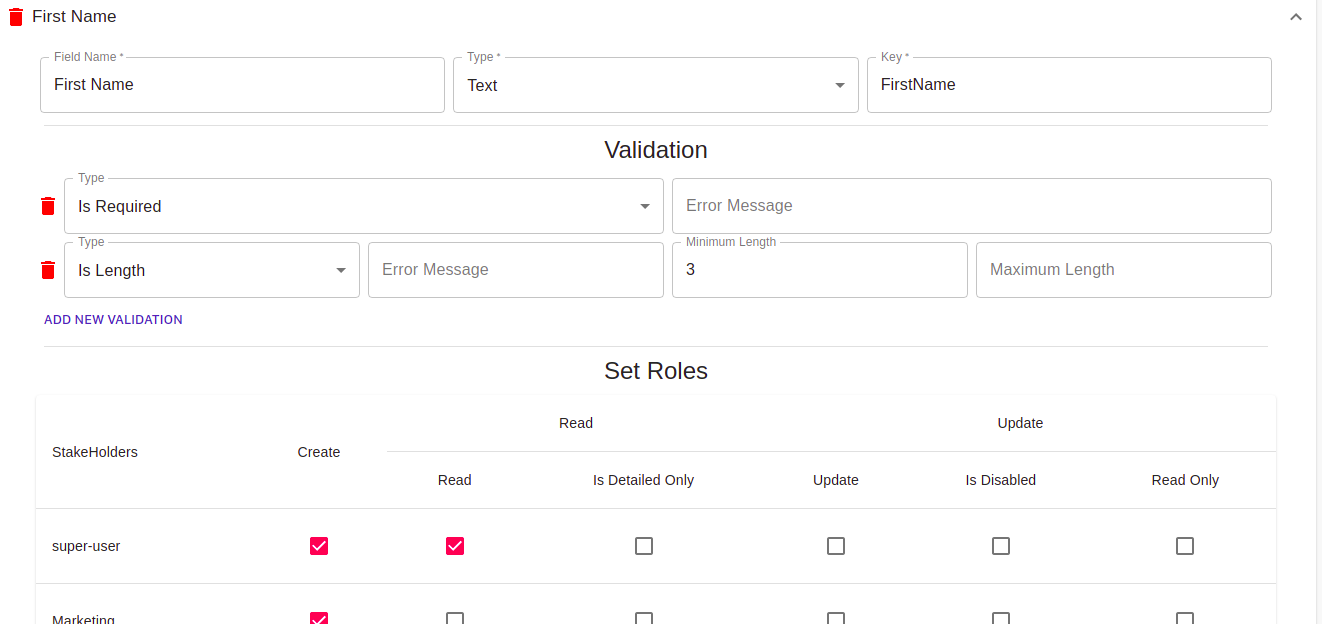 First Name
Field Name *
Type *
Key *
First Name
Text
FirstName
Validation
Type
Is Required
Error Message
Type
Minimum Length
Is Length
Error Message
3
Maximum Length
ADD NEW VALIDATION
Set Roles
StakeHolders
Create
Read
Update
Read
Is Detailed Only
Update
Is Disabled
Read Only
super-user
Marketing